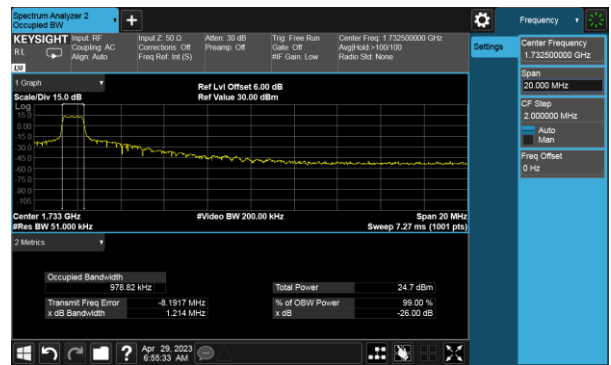 Spectrum Analyzer 2
Occupied BW
+
Frequency
KEYSIGHT
RL
LW
Input: RF
Coupling: AC
Align: Auto
Input Z: 50 Ω
Corrections: Off
Freq Ref: Int (S)
Atten: 30 dB
Preamp: Off
Trig: Free Run
Gate: Off
#IF Gain: Low
Center Freq: 1.732500000 GHz
Avg|Hold:>100/100
Radio Std: None
Settings
Center Frequency
1.732500000 GHz
Span
20.000 MHz
CF Step
2.000000 MHz
Auto
Man
Freq Offset
0 Hz
1 Graph
Scale/Div 15.0 dB
Ref Lvl Offset 6.00 dB
Ref Value 30.00 dBm
Log
15.0
0.00
-15.0
-30.0
-45.0
-60.0
-75.0
-90.0
-105
Center 1.733 GHz
#Video BW 200.00 kHz
Span 20 MHz
#Res BW 51.000 kHz
Sweep 7.27 ms (1001 pts)
2 Metrics
Occupied Bandwidth
978.82 kHz
Total Power 24.7 dBm
Transmit Freq Error -8.1917 MHz
% of OBW Power 99.00 %
x dB Bandwidth 1.214 MHz
x dB -26.00 dB
?
Apr 29, 2023
6:55:33 AM